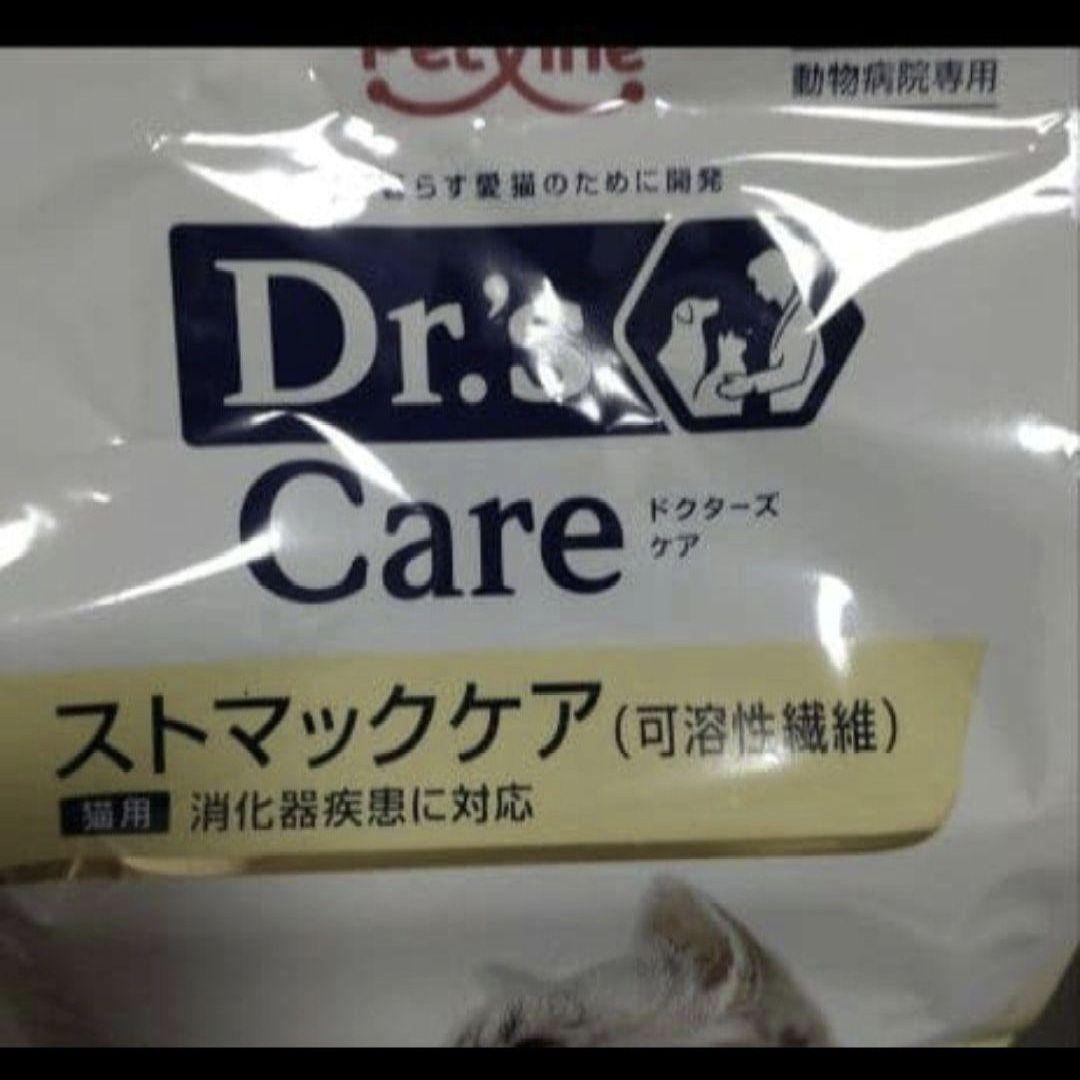 Petline
動物病院専用
らす愛猫のために開発
Dr.'s
Care
ドクターズ
ケア
ストマックケア(可溶性繊維)
猫用 消化器疾患に対応